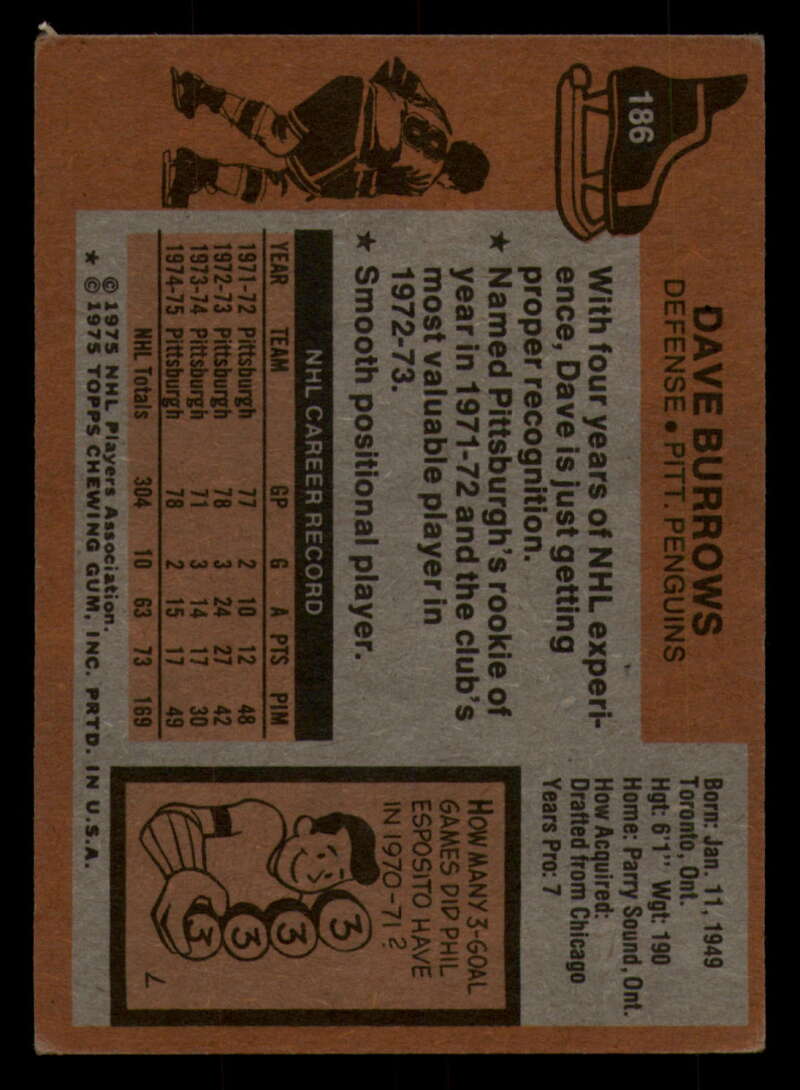 186
DAVE BURROWS
DEFENSE • PITT. PENGUINS
With four years of NHL experi-
ence, Dave is just getting
proper recognition.
★ Named Pittsburgh's rookie of
year in 1971-72 and the club's
most valuable player in
1972-73.
★ Smooth positional player.
NHL CAREER RECORD
YEAR TEAM GP G A PTS PIM
1971-72 Pittsburgh 77 2 10 12 48
1972-73 Pittsburgh 78 3 24 27 42
1973-74 Pittsburgh 71 3 14 17 30
1974-75 Pittsburgh 78 2 15 17 49
NHL Totals 304 10 63 73 169
© 1975 NHL Players Association.
★ © 1975 TOPPS CHEWING GUM, INC. PRTD. IN U.S.A.
Born: Jan. 11, 1949
Toronto, Ont.
Hgt: 6'1'' Wgt: 190
Home: Parry Sound, Ont.
How Acquired:
Drafted from Chicago
Years Pro: 7
HOW MANY 3-GOAL
GAMES DID PHIL
ESPOSITO HAVE
IN 1970-71?
3
3
3
3
7
8